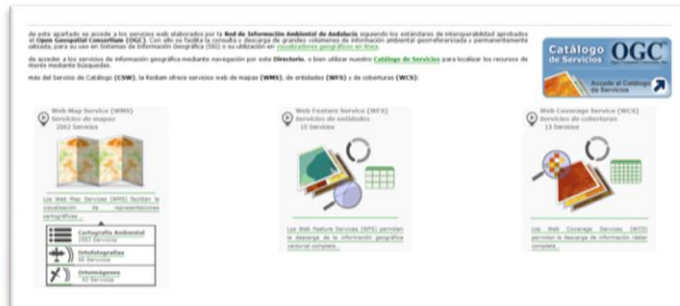 de este apartado se accede a los servicios web elaborados por la Red de Información Ambiental de Andalucía siguiendo los estándares de interoperabilidad aprobados
el Open Geospatial Consortium (OGC). Con ello se facilita la consulta y descarga de grandes volúmenes de información ambiental georreferenciada y permanentemente
alizada, para su uso en Sistemas de Información Geográfica (SIG) o su utilización en visualizadores geográficos en línea.
de acceder a los servicios de información geográfica mediante navegación por este Directorio, o bien utilizar nuestro Catálogo de Servicios para localizar los recursos de
interés mediante búsquedas.
más del Servicio de Catálogo (CSW), la Rediam ofrece servicios web de mapas (WMS), de entidades (WFS) y de coberturas (WCS):
Catálogo de Servicios
OGC
Accede al Catálogo de Servicios
Web Map Service (WMS)
Servicios de mapas
2062 Servicios
Los Web Map Services (WMS) facilitan la
visualización de representaciones
cartográficas...
Cartografía Ambiental
Servicios
Ortofotografías
Servicios
Ortoimágenes
Servicios
Web Feature Service (WFS)
Servicios de entidades
10 Servicios
Los Web Feature Services (WFS) permiten
la descarga de la información geográfica
vectorial completa...
Web Coverage Service (WCS)
Servicios de coberturas
13 Servicios
Los Web Coverage Services (WCS)
permiten la descarga de información ráster
completa...